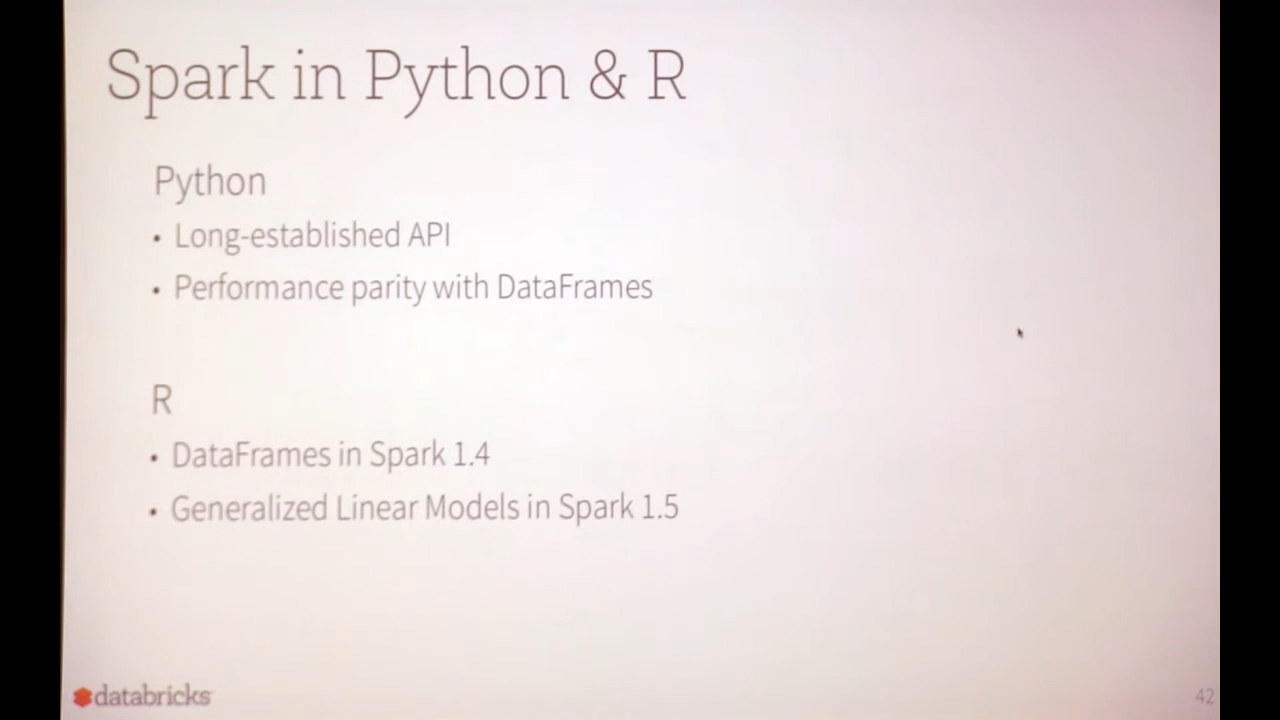 Spark in Python & R
Python
• Long-established API
• Performance parity with DataFrames
R
• DataFrames in Spark 1.4
• Generalized Linear Models in Spark 1.5
databricks
42